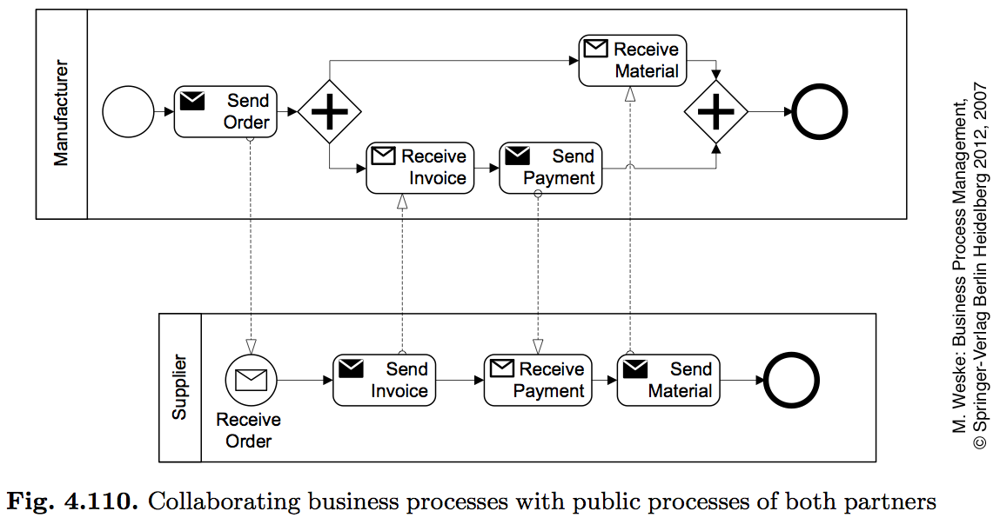 Manufacturer
Send
Order
Receive
Invoice
Send
Payment
Receive
Material
Supplier
Receive
Order
Send
Invoice
Receive
Payment
Send
Material
M. Weske: Business Process Management,
© Springer-Verlag Berlin Heidelberg 2012, 2007
Fig. 4.110. Collaborating business processes with public processes of both partners